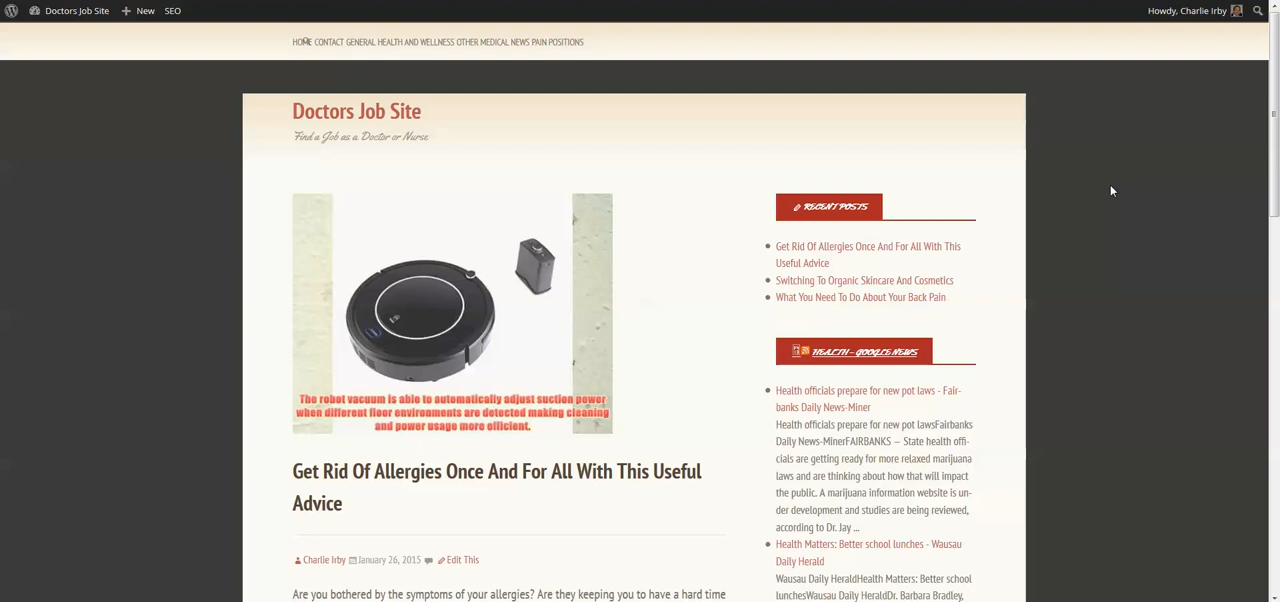 Doctors Job Site New SEO Howdy, Charlie Irby
HOME CONTACT GENERAL HEALTH AND WELLNESS OTHER MEDICAL NEWS PAIN POSITIONS
Doctors Job Site
Find a Job as a Doctor or Nurse
The robot vacuum is able to automatically adjust suction power
when different floor environments are detected making cleaning
and power usage more efficient.
Get Rid Of Allergies Once And For All With This Useful
Advice
Charlie Irby January 26, 2015 Edit This
Are you bothered by the symptoms of your allergies? Are they keeping you to have a hard time
RECENT POSTS
Get Rid Of Allergies Once And For All With This
Useful Advice
Switching To Organic Skincare And Cosmetics
What You Need To Do About Your Back Pain
HEALTH – GOOGLE NEWS
Health officials prepare for new pot laws - Fair-
banks Daily News-Miner
Health officials prepare for new pot lawsFairbanks
Daily News-MinerFAIRBANKS — State health offi-
cials are getting ready for more relaxed marijuana
laws and are thinking about how that will impact
the public. A marijuana information website is un-
der development and studies are being reviewed,
according to Dr. Jay ...
Health Matters: Better school lunches - Wausau
Daily Herald
Wausau Daily HeraldHealth Matters: Better school
lunchesWausau Daily HeraldDr. Barbara Bradley,